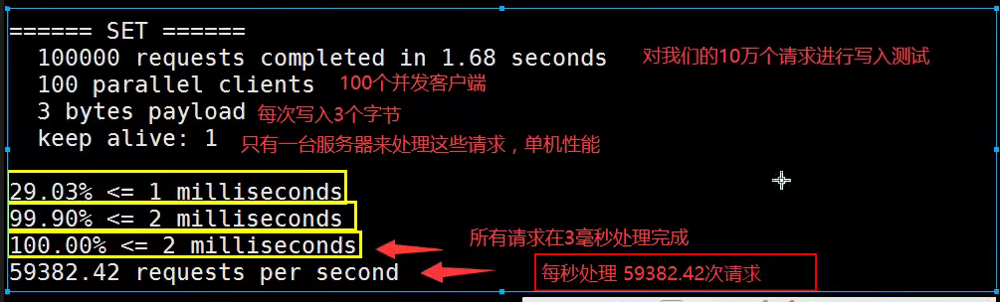 ====== SET ======
100000 requests completed in 1.68 seconds 对我们的10万个请求进行写入测试
100 parallel clients 100个并发客户端
3 bytes payload 每次写入3个字节
keep alive: 1 只有一台服务器来处理这些请求，单机性能
29.03% <= 1 milliseconds
99.90% <= 2 milliseconds
100.00% <= 2 milliseconds 所有请求在3毫秒处理完成
59382.42 requests per second 每秒处理 59382.42次请求